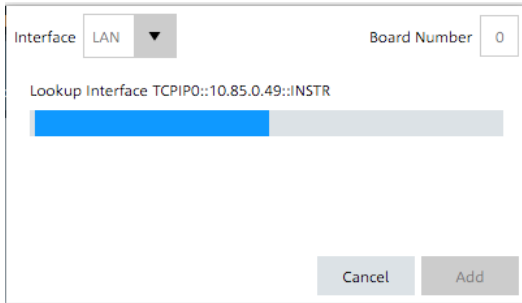 Interface LAN Board Number 0
Lookup Interface TCPIP0::10.85.0.49::INSTR
Cancel Add